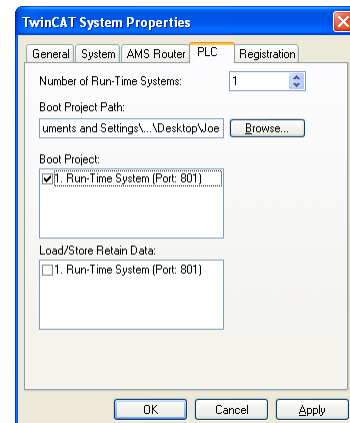 TwinCAT System Properties
General System AMS Router PLC Registration
Number of Run-Time Systems: 1
Boot Project Path:
uments and Settings\...\Desktop\Joe Browse...
Boot Project:
1. Run-Time System (Port: 801)
Load/Store Retain Data:
1. Run-Time System (Port: 801)
OK Cancel Apply